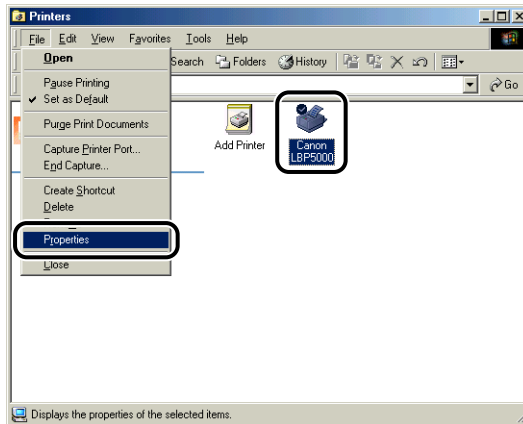 Printers
File Edit View Favorites Tools Help
Search Folders History
Go
Open
Pause Printing
Set as Default
Purge Print Documents
Capture Printer Port...
End Capture...
Create Shortcut
Delete
Properties
Close
Add Printer
Canon
LBP5000
Displays the properties of the selected items.